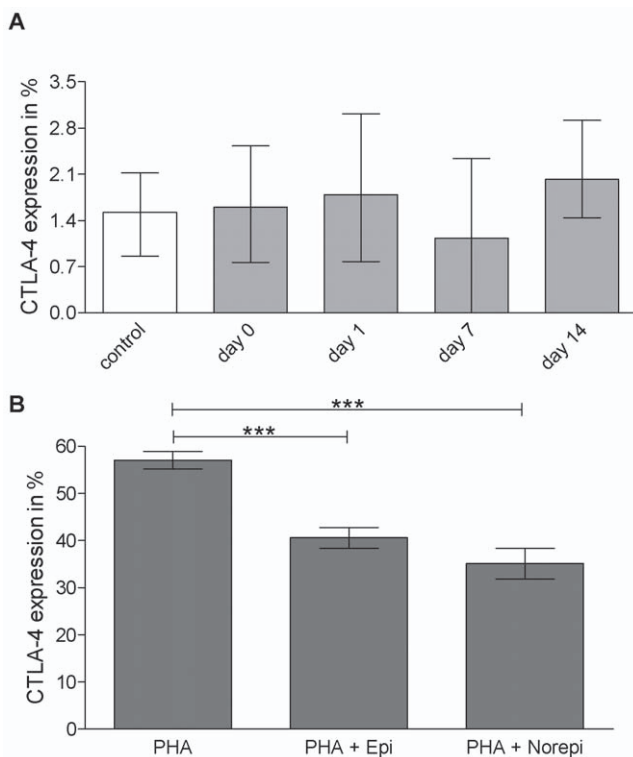 A
CTLA-4 expression in %
3.5
2.8
2.1
1.4
0.7
0.0
control
day 0
day 1
day 7
day 14
B
***
***
CTLA-4 expression in %
60
50
40
30
20
10
0
PHA
PHA + Epi
PHA + Norepi